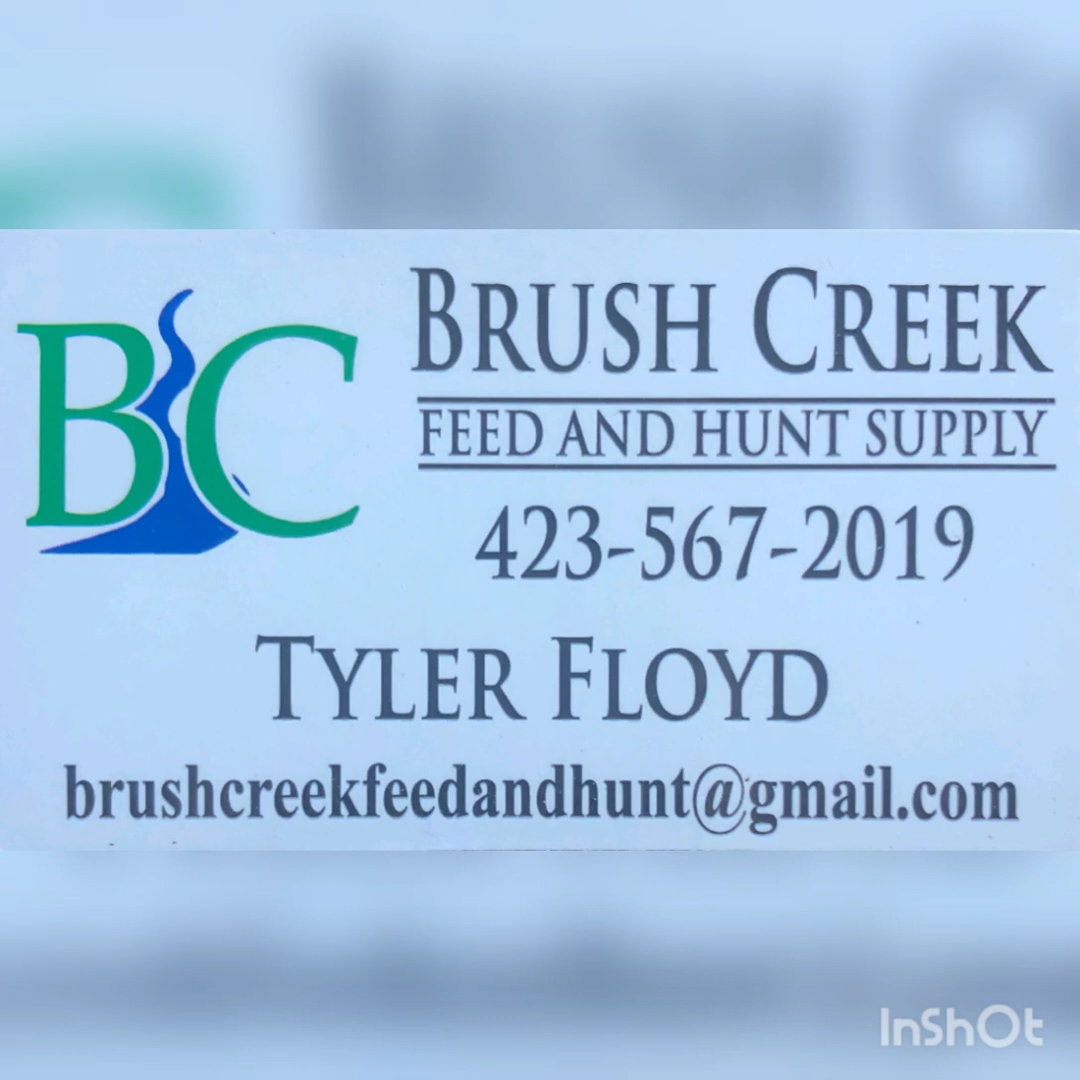 BC
BRUSH CREEK
FEED AND HUNT SUPPLY
423-567-2019
TYLER FLOYD
brushcreekfeedandhunt@gmail.com
InShOt